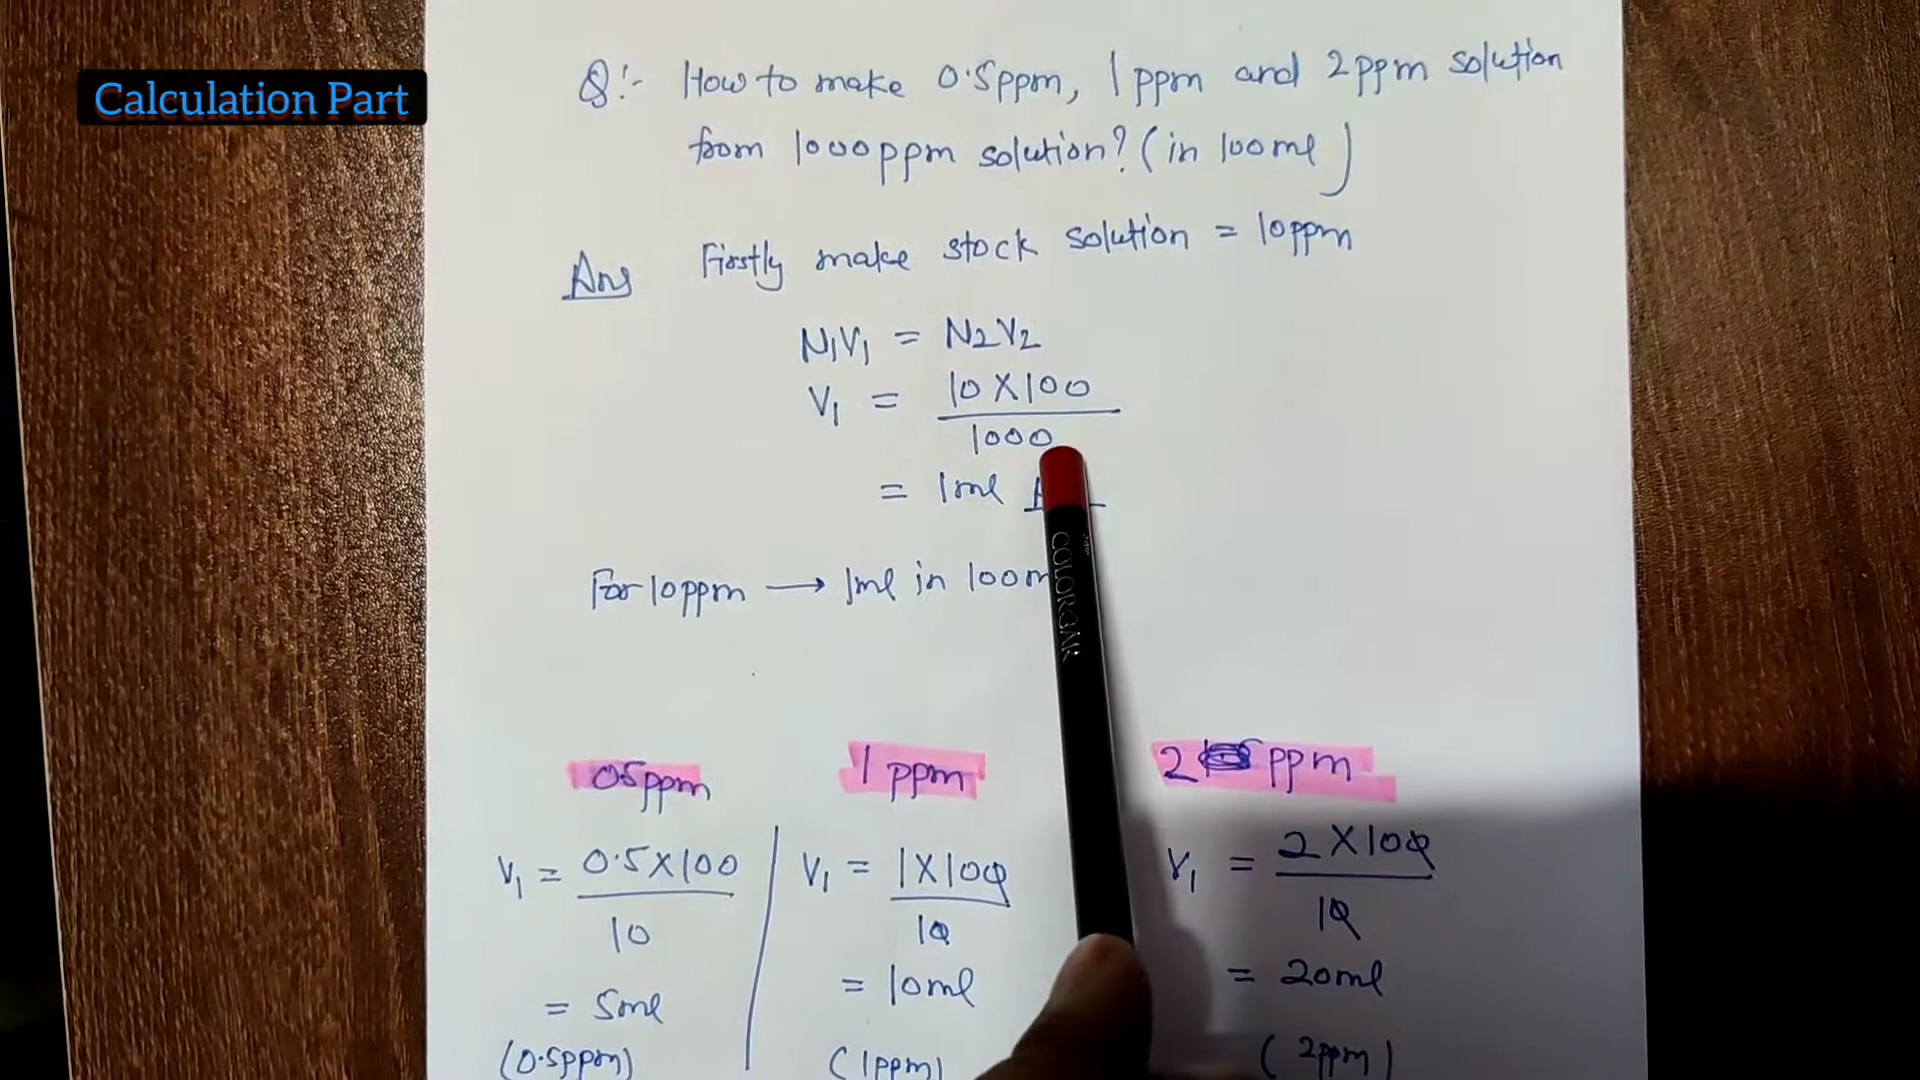 Calculation Part
Q:- How to make 0.5ppm, 1ppm and 2ppm solution
from 1000ppm solution? (in 100ml)
Ans Firstly make stock solution = 10ppm
N1V1 = N2V2
V1 = 10 X 100
1000
= 1ml
For 10ppm → 1ml in 100m
COLORGAR
0.5ppm
V1 = 0.5 X 100
10
= 5ml
(0.5ppm)
1 ppm
V1 = 1 X 100
10
= 10ml
(1ppm)
2 ppm
V1 = 2 X 100
10
= 20ml
(2ppm)